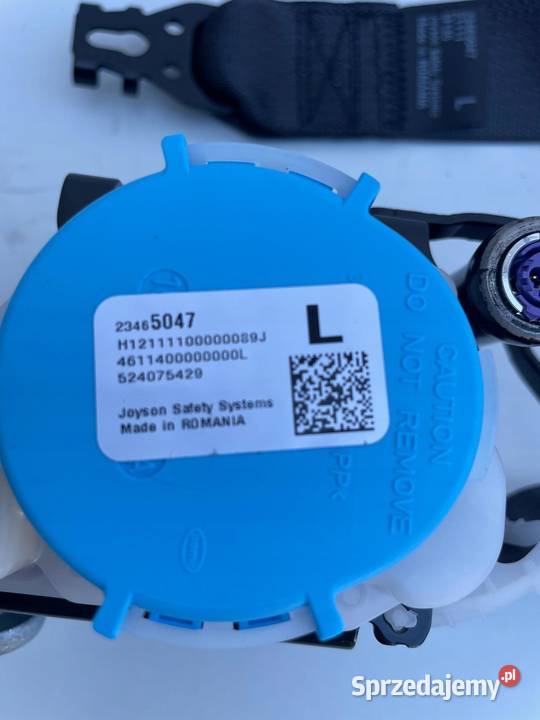 23465047
H12111100000089J
4611400000000L
524075429
Joyson Safety Systems
Made in ROMANIA
L
CAUTION
DO NOT REMOVE
L
Sprzedajemy.pl